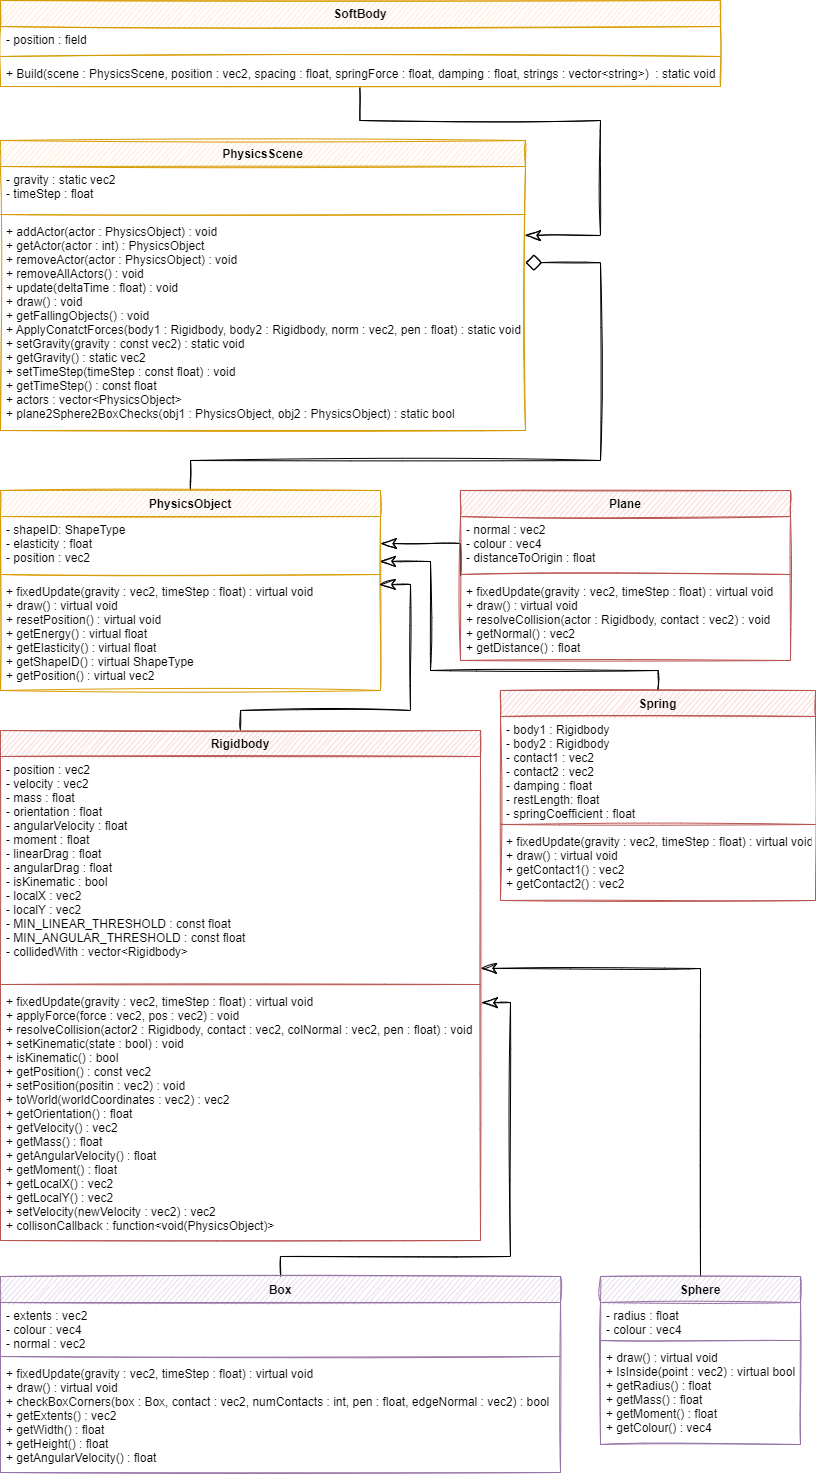 SoftBody
- position : field
+ Build(scene : PhysicsScene, position : vec2, spacing : float, springForce : float, damping : float, strings : vector<string>)  : static void
PhysicsScene
- gravity : static vec2
- timeStep : float
+ addActor(actor : PhysicsObject) : void
+ getActor(actor : int) : PhysicsObject
+ removeActor(actor : PhysicsObject) : void
+ removeAllActors() : void
+ update(deltaTime : float) : void
+ draw() : void
+ getFallingObjects() : void
+ ApplyConatctForces(body1 : Rigidbody, body2 : Rigidbody, norm : vec2, pen : float) : static void
+ setGravity(gravity : const vec2) : static void
+ getGravity() : static vec2
+ setTimeStep(timeStep : const float) : void
+ getTimeStep() : const float
+ actors : vector<PhysicsObject>
+ plane2Sphere2BoxChecks(obj1 : PhysicsObject, obj2 : PhysicsObject) : static bool
PhysicsObject
- shapeID: ShapeType
- elasticity : float
- position : vec2
+ fixedUpdate(gravity : vec2, timeStep : float) : virtual void
+ draw() : virtual void
+ resetPosition() : virtual void
+ getEnergy() : virtual float
+ getElasticity() : virtual float
+ getShapeID() : virtual ShapeType
+ getPosition() : virtual vec2
Plane
- normal : vec2
- colour : vec4
- distanceToOrigin : float
+ fixedUpdate(gravity : vec2, timeStep : float) : virtual void
+ draw() : virtual void
+ resolveCollision(actor : Rigidbody, contact : vec2) : void
+ getNormal() : vec2
+ getDistance() : float
Spring
- body1 : Rigidbody
- body2 : Rigidbody
- contact1 : vec2
- contact2 : vec2
- damping : float
- restLength: float
- springCoefficient : float
+ fixedUpdate(gravity : vec2, timeStep : float) : virtual void
+ draw() : virtual void
+ getContact1() : vec2
+ getContact2() : vec2
Rigidbody
- position : vec2
- velocity : vec2
- mass : float
- orientation : float
- angularVelocity : float
- moment : float
- linearDrag : float
- angularDrag : float
- isKinematic : bool
- localX : vec2
- localY : vec2
- MIN_LINEAR_THRESHOLD : const float
- MIN_ANGULAR_THRESHOLD : const float
- collidedWith : vector<Rigidbody>
+ fixedUpdate(gravity : vec2, timeStep : float) : virtual void
+ applyForce(force : vec2, pos : vec2) : void
+ resolveCollision(actor2 : Rigidbody, contact : vec2, colNormal : vec2, pen : float) : void
+ setKinematic(state : bool) : void
+ isKinematic() : bool
+ getPosition() : const vec2
+ setPosition(positin : vec2) : void
+ toWorld(worldCoordinates : vec2) : vec2
+ getOrientation() : float
+ getVelocity() : vec2
+ getMass() : float
+ getAngularVelocity() : float
+ getMoment() : float
+ getLocalX() : vec2
+ getLocalY() : vec2
+ setVelocity(newVelocity : vec2) : vec2
+ collisonCallback : function<void(PhysicsObject)>
Box
- extents : vec2
- colour : vec4
- normal : vec2
+ fixedUpdate(gravity : vec2, timeStep : float) : virtual void
+ draw() : virtual void
+ checkBoxCorners(box : Box, contact : vec2, numContacts : int, pen : float, edgeNormal : vec2) : bool
+ getExtents() : vec2
+ getWidth() : float
+ getHeight() : float
+ getAngularVelocity() : float
Sphere
- radius : float
- colour : vec4
+ draw() : virtual void
+ IsInside(point : vec2) : virtual bool
+ getRadius() : float
+ getMass() : float
+ getMoment() : float
+ getColour() : vec4